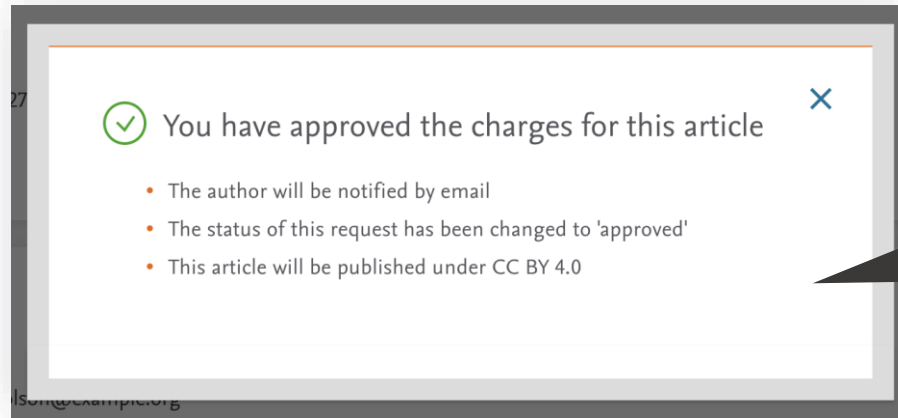 27
You have approved the charges for this article
• The author will be notified by email
• The status of this request has been changed to 'approved'
• This article will be published under CC BY 4.0